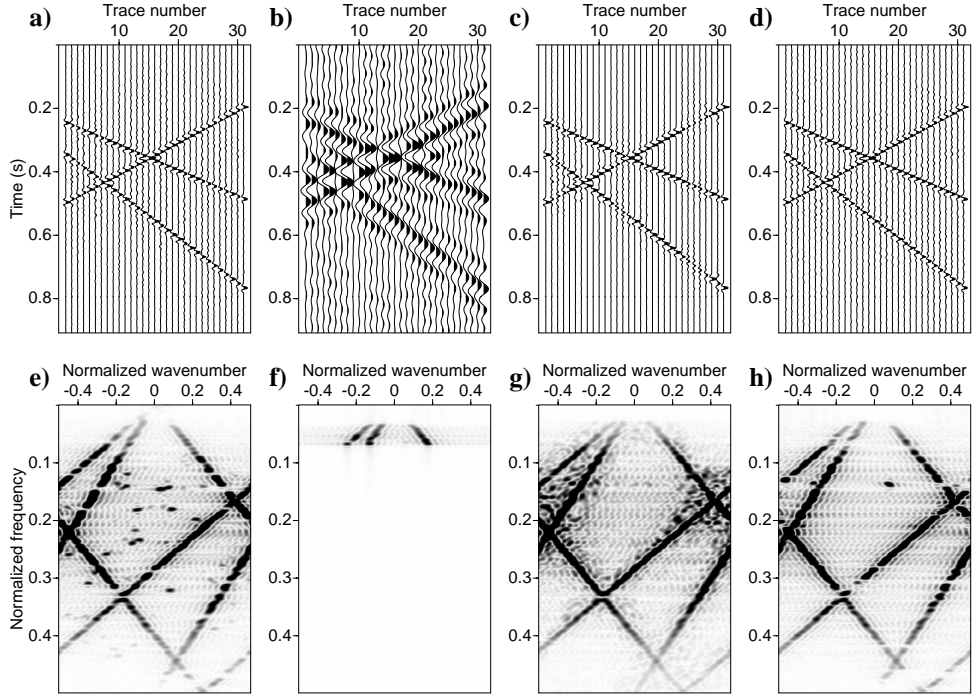 a) Trace number
10 20 30
b) Trace number
10 20 30
c) Trace number
10 20 30
d) Trace number
10 20 30
Time (s)
0.2
0.4
0.6
0.8
0.2
0.4
0.6
0.8
0.2
0.4
0.6
0.8
0.2
0.4
0.6
0.8
e) Normalized wavenumber
-0.4 -0.2 0 0.2 0.4
f) Normalized wavenumber
-0.4 -0.2 0 0.2 0.4
g) Normalized wavenumber
-0.4 -0.2 0 0.2 0.4
h) Normalized wavenumber
-0.4 -0.2 0 0.2 0.4
Normalized frequency
0.1
0.2
0.3
0.4
0.1
0.2
0.3
0.4
0.1
0.2
0.3
0.4
0.1
0.2
0.3
0.4